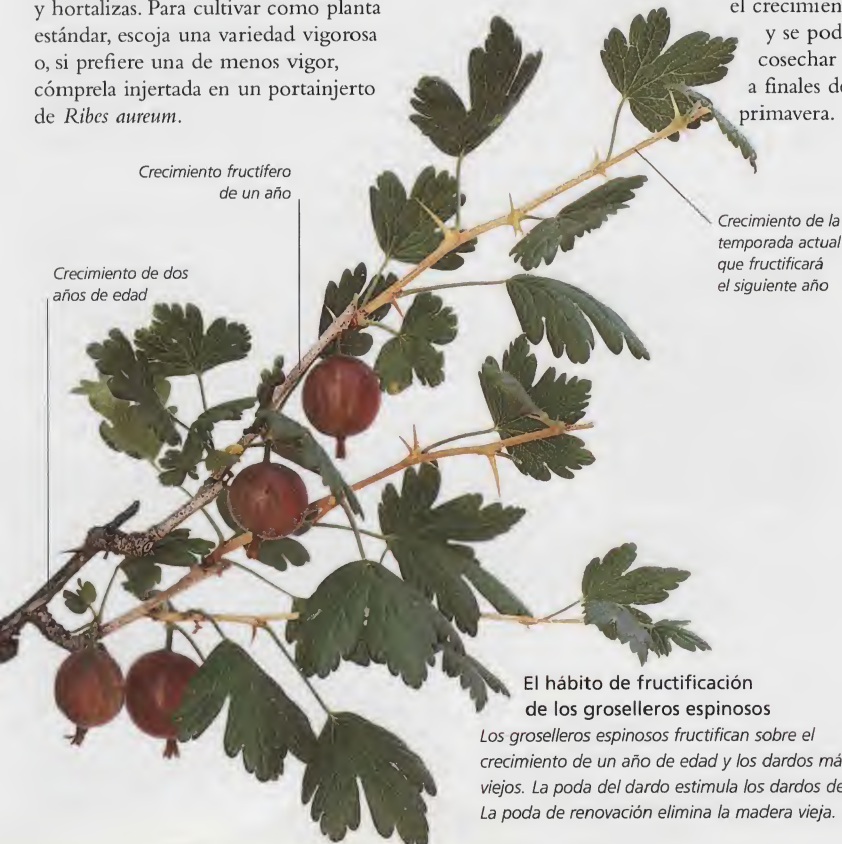 y hortalizas. Para cultivar como planta
estándar, escoja una variedad vigorosa
o, si prefiere una de menos vigor,
cómprela injertada en un portainjerto
de Ribes aureum.
el crecimien
y se pod
cosechar
a finales de
primavera.
Crecimiento fructífero
de un año
Crecimiento de dos
años de edad
Crecimiento de la
temporada actual
que fructificará
el siguiente año
El hábito de fructificación
de los groselleros espinosos
Los groselleros espinosos fructifican sobre el
crecimiento de un año de edad y los dardos má
viejos. La poda del dardo estimula los dardos de
La poda de renovación elimina la madera vieja.